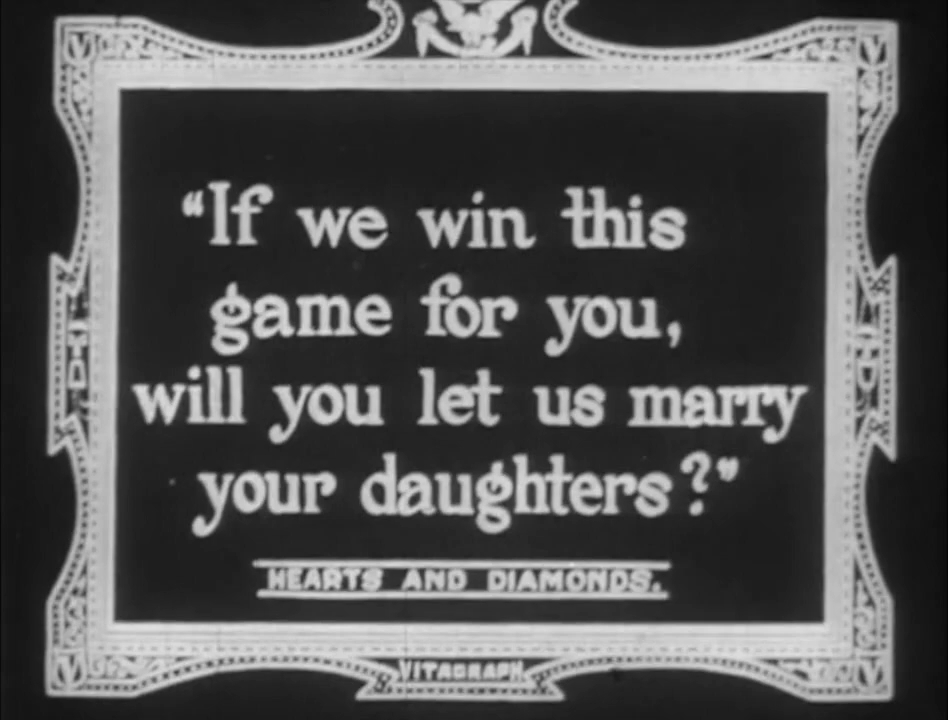 "If we win this
game for you,
will you let us marry
your daughters?"
HEARTS AND DIAMONDS.
VITAGRAPH